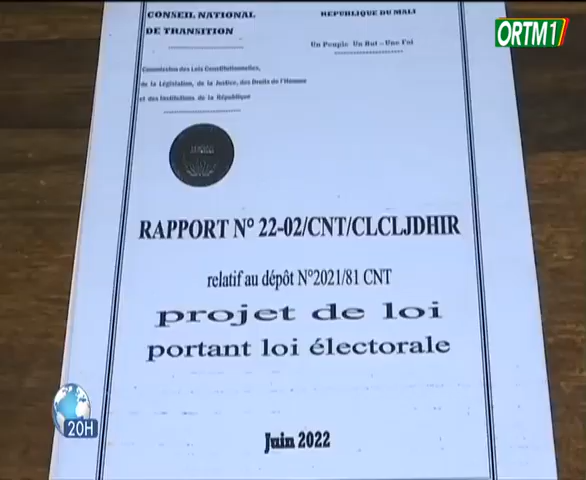 CONSEIL NATIONAL
DE TRANSITION
REPUBLIQUE DU MALI
Un Peuple Un But - Une Foi
ORTM1
Commission des Lois Constitutionnelles,
de la Législation, de la Justice, des Droits de l'Homme
et des Institutions de la République
RAPPORT N° 22-02/CNT/CLCLJDHIR
relatif au dépôt N°2021/81 CNT
projet de loi
portant loi électorale
Juin 2022
20H